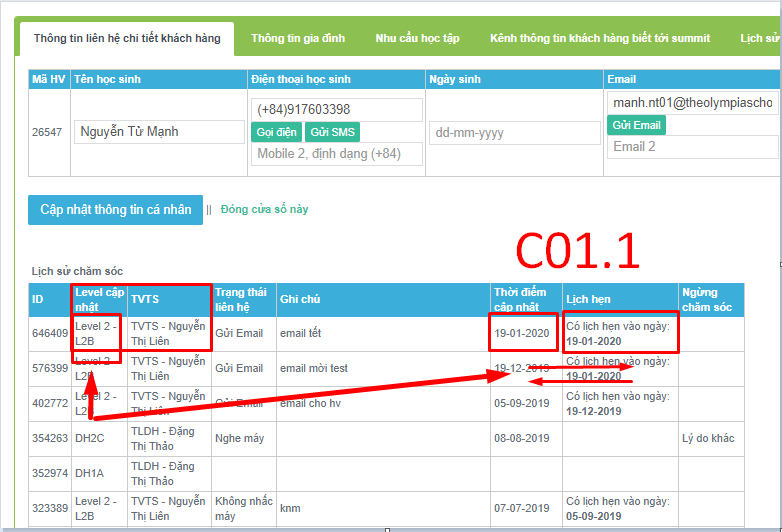 Thông tin liên hệ chi tiết khách hàng Thông tin gia đình Nhu cầu học tập Kênh thông tin khách hàng biết tới summit Lịch sử
Mã HV Tên học sinh Điện thoại học sinh Ngày sinh Email
26547 Nguyễn Tử Mạnh (+84)917603398 dd-mm-yyyy manh.nt01@theolympiascho
Gọi điện Gửi SMS Gửi Email
Mobile 2, định dạng (+84) Email 2
Cập nhật thông tin cá nhân || Đóng cửa sổ này
C01.1
Lịch sử chăm sóc
ID Level cập nhật TVTS Trạng thái liên hệ Ghi chú Thời điểm cập nhật Lịch hẹn Ngừng chăm sóc
646409 Level 2 - L2B TVTS - Nguyễn Thị Liên Gửi Email email tết 19-01-2020 Có lịch hẹn vào ngày: 19-01-2020
576399 Level 2 - L2B TVTS - Nguyễn Thị Liên Gửi Email email mời test 19-12-2019 Có lịch hẹn vào ngày: 19-01-2020
402772 Level 2 - L2B TVTS - Nguyễn Thị Liên Gửi Email email cho hv 05-09-2019 Có lịch hẹn vào ngày: 19-12-2019
354263 DH2C TLDH - Đặng Thị Thảo Nghe máy 08-08-2019 Lý do khác
352974 DH1A TLDH - Đặng Thị Thảo
323389 Level 2 - L2B TVTS - Nguyễn Thị Liên Không nhấc máy knm 07-07-2019 Có lịch hẹn vào ngày: 05-09-2019